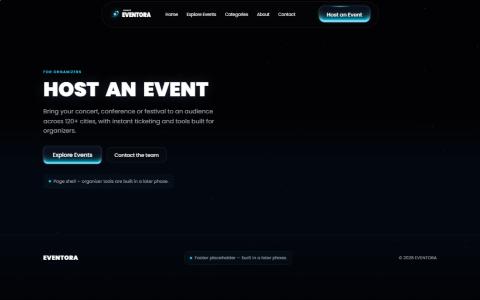 EVENTORA
Home
Explore Events
Categories
About
Contact
Host an Event
FOR ORGANIZERS
HOST AN EVENT
Bring your concert, conference or festival to an audience
across 120+ cities, with instant ticketing and tools built for
organizers.
Explore Events
Contact the team
Page shell — organizer tools are built in a later phase.
EVENTORA
Footer placeholder — built in a later phase.
© 2026 EVENTORA